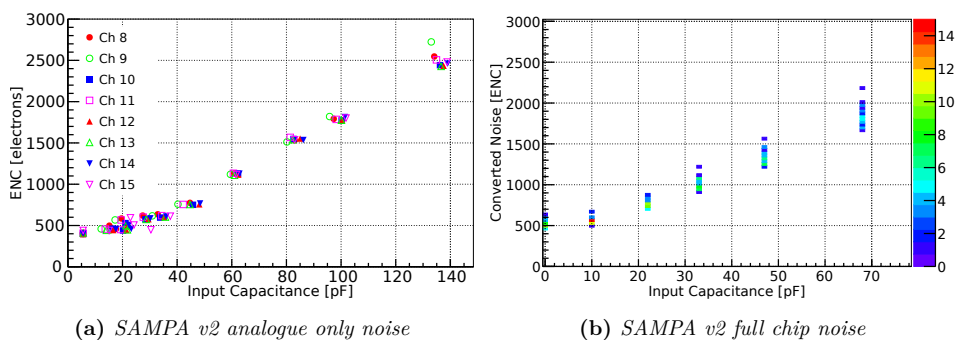 3000
2500
2000
1500
1000
500
0
ENC [electrons]
Ch 8
Ch 9
Ch 10
Ch 11
Ch 12
Ch 13
Ch 14
Ch 15
0 20 40 60 80 100 120 140
Input Capacitance [pF]
(a) SAMPA v2 analogue only noise
3000
2500
2000
1500
1000
500
0
Converted Noise [ENC]
0 10 20 30 40 50 60 70
Input Capacitance [pF]
14
12
10
8
6
4
2
0
(b) SAMPA v2 full chip noise